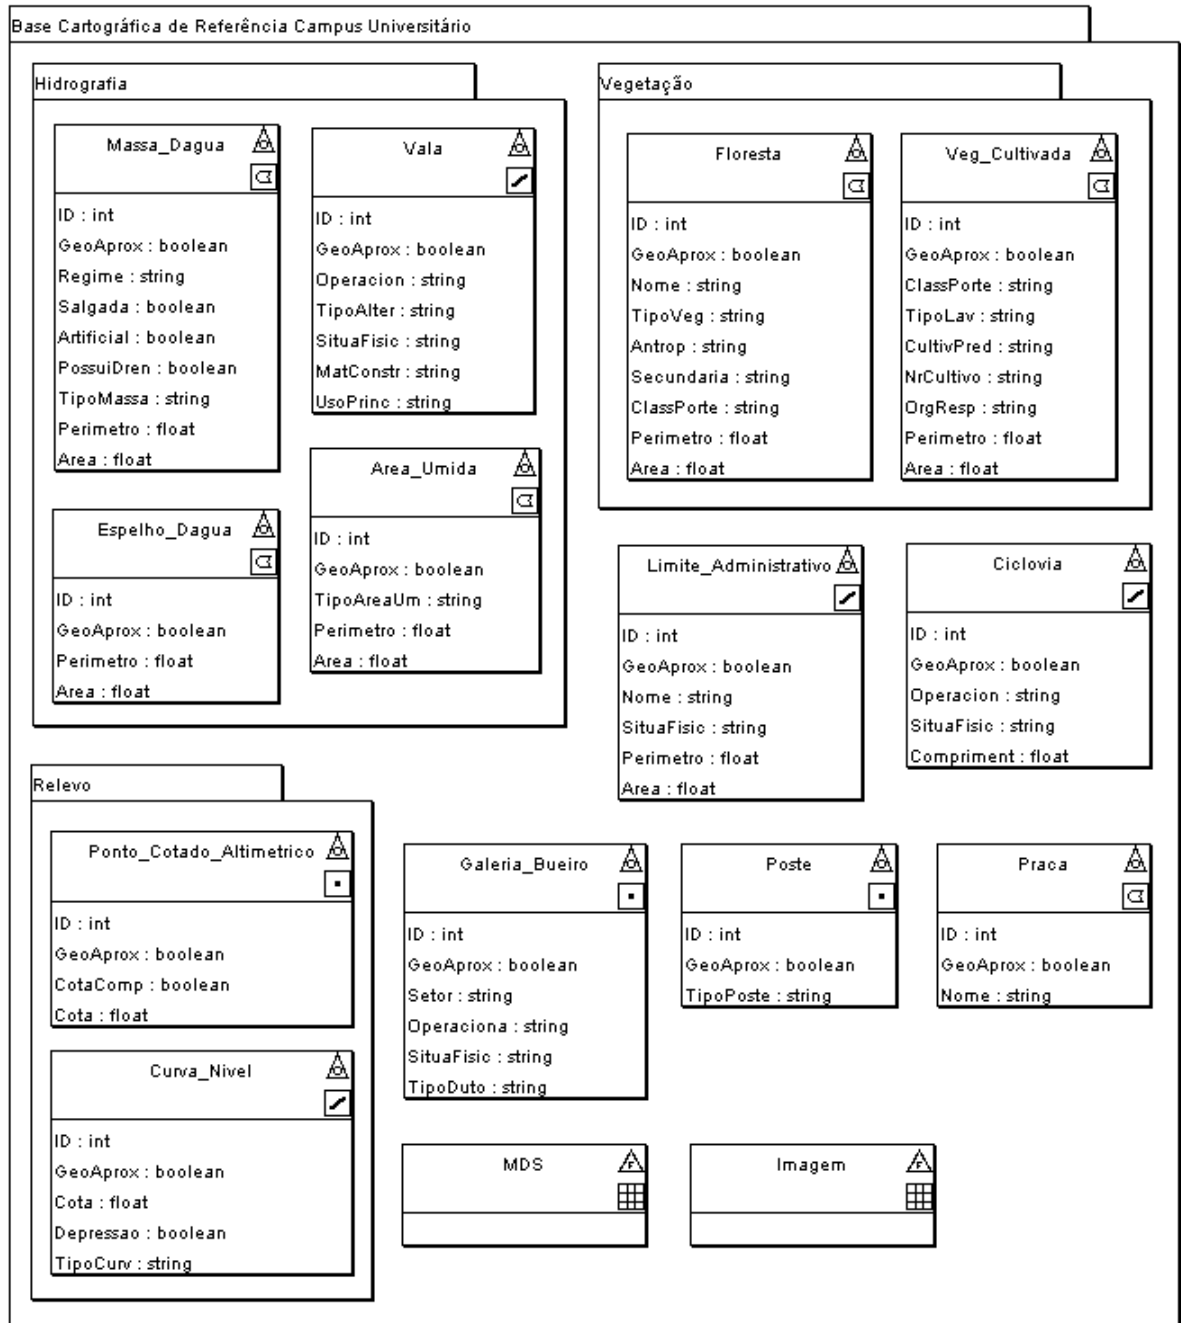 Base Cartográfica de Referência Campus Universitário
Hidrografia
Massa_Dagua
ID : int
GeoAprox : boolean
Regime : string
Salgada : boolean
Artificial : boolean
PossuiDren : boolean
TipoMassa : string
Perimetro : float
Area : float
Vala
ID : int
GeoAprox : boolean
Operacion : string
TipoAlter : string
SituaFisic : string
MatConstr : string
UsoPrinc : string
Espelho_Dagua
ID : int
GeoAprox : boolean
Perimetro : float
Area : float
Area_Umida
ID : int
GeoAprox : boolean
TipoAreaUm : string
Perimetro : float
Area : float
Vegetação
Floresta
ID : int
GeoAprox : boolean
Nome : string
TipoVeg : string
Antrop : string
Secundaria : string
ClassPorte : string
Perimetro : float
Area : float
Veg_Cultivada
ID : int
GeoAprox : boolean
ClassPorte : string
TipoLav : string
CultivPred : string
NrCultivo : string
OrgResp : string
Perimetro : float
Area : float
Limite_Administrativo
ID : int
GeoAprox : boolean
Nome : string
SituaFisic : string
Perimetro : float
Area : float
Ciclovia
ID : int
GeoAprox : boolean
Operacion : string
SituaFisic : string
Compriment : float
Relevo
Ponto_Cotado_Altimetrico
ID : int
GeoAprox : boolean
CotaComp : boolean
Cota : float
Curva_Nivel
ID : int
GeoAprox : boolean
Cota : float
Depressao : boolean
TipoCurv : string
Galeria_Bueiro
ID : int
GeoAprox : boolean
Setor : string
Operaciona : string
SituaFisic : string
TipoDuto : string
Poste
ID : int
GeoAprox : boolean
TipoPoste : string
Praca
ID : int
GeoAprox : boolean
Nome : string
MDS
F
Imagem
F